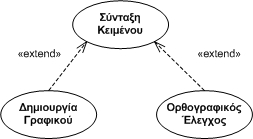 Σύνταξη
Κειμένου
«extend»
«extend»
Δημιουργία
Γραφικού
Ορθογραφικός
Έλεγχος